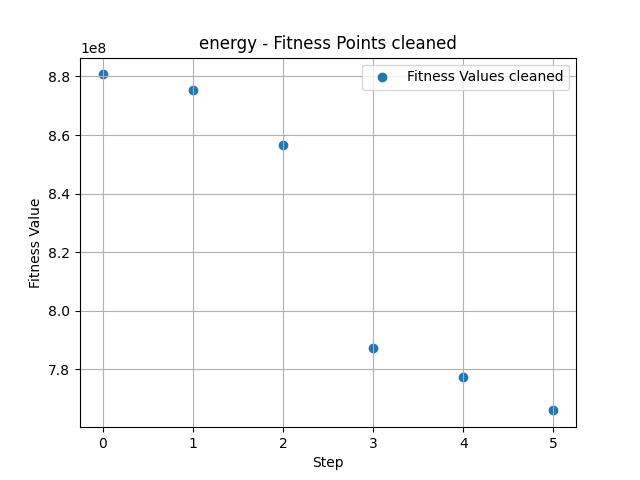 energy - Fitness Points cleaned
1e8
Fitness Values cleaned
8.8
8.6
8.4
8.2
8.0
7.8
Fitness Value
0 1 2 3 4 5
Step